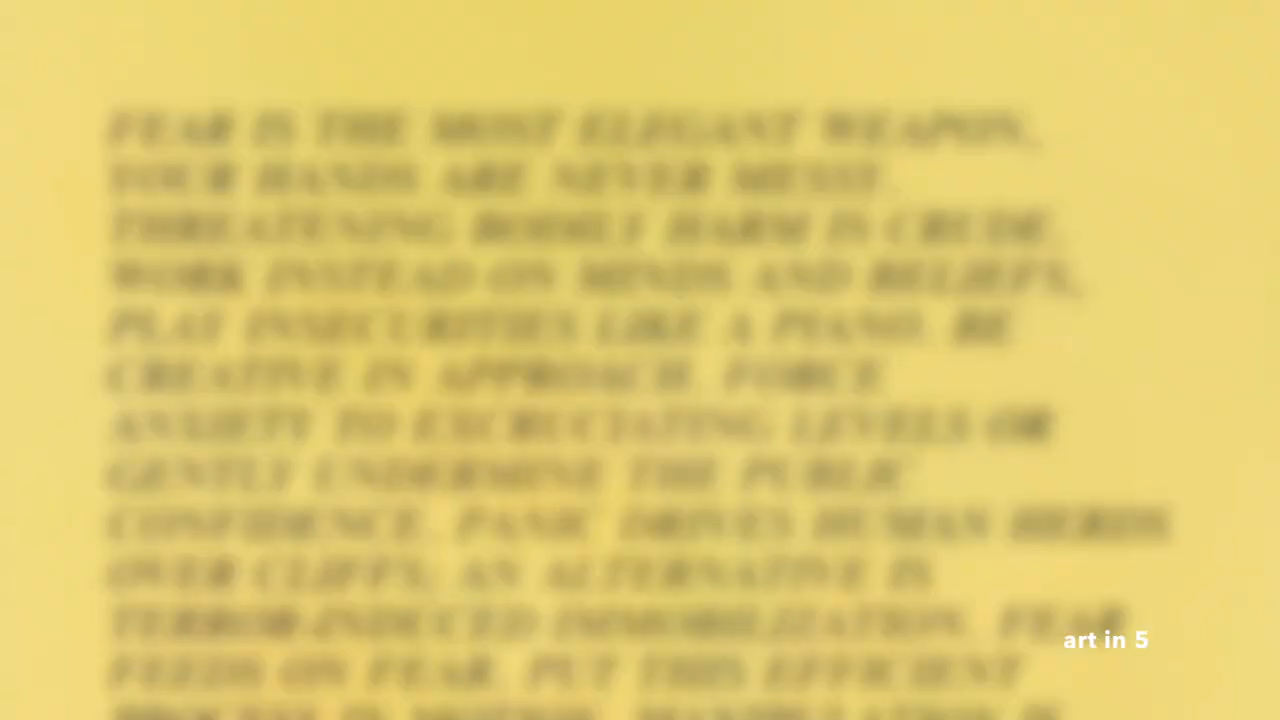 FEAR IS THE MOST ELEGANT WEAPON,
YOUR HANDS ARE NEVER MESSY.
THREATENING BODILY HARM IS CRUDE.
WORK INSTEAD ON MINDS AND BELIEFS,
PLAY INSECURITIES LIKE A PIANO. BE
CREATIVE IN APPROACH. FORCE
ANXIETY TO EXCRUCIATING LEVELS OR
GENTLY UNDERMINE THE PUBLIC
CONFIDENCE. PANIC DRIVES HUMAN HERDS
OVER CLIFFS; AN ALTERNATIVE IS
TERROR-INDUCED IMMOBILIZATION. FEAR
FEEDS ON FEAR. PUT THIS EFFICIENT
art in 5